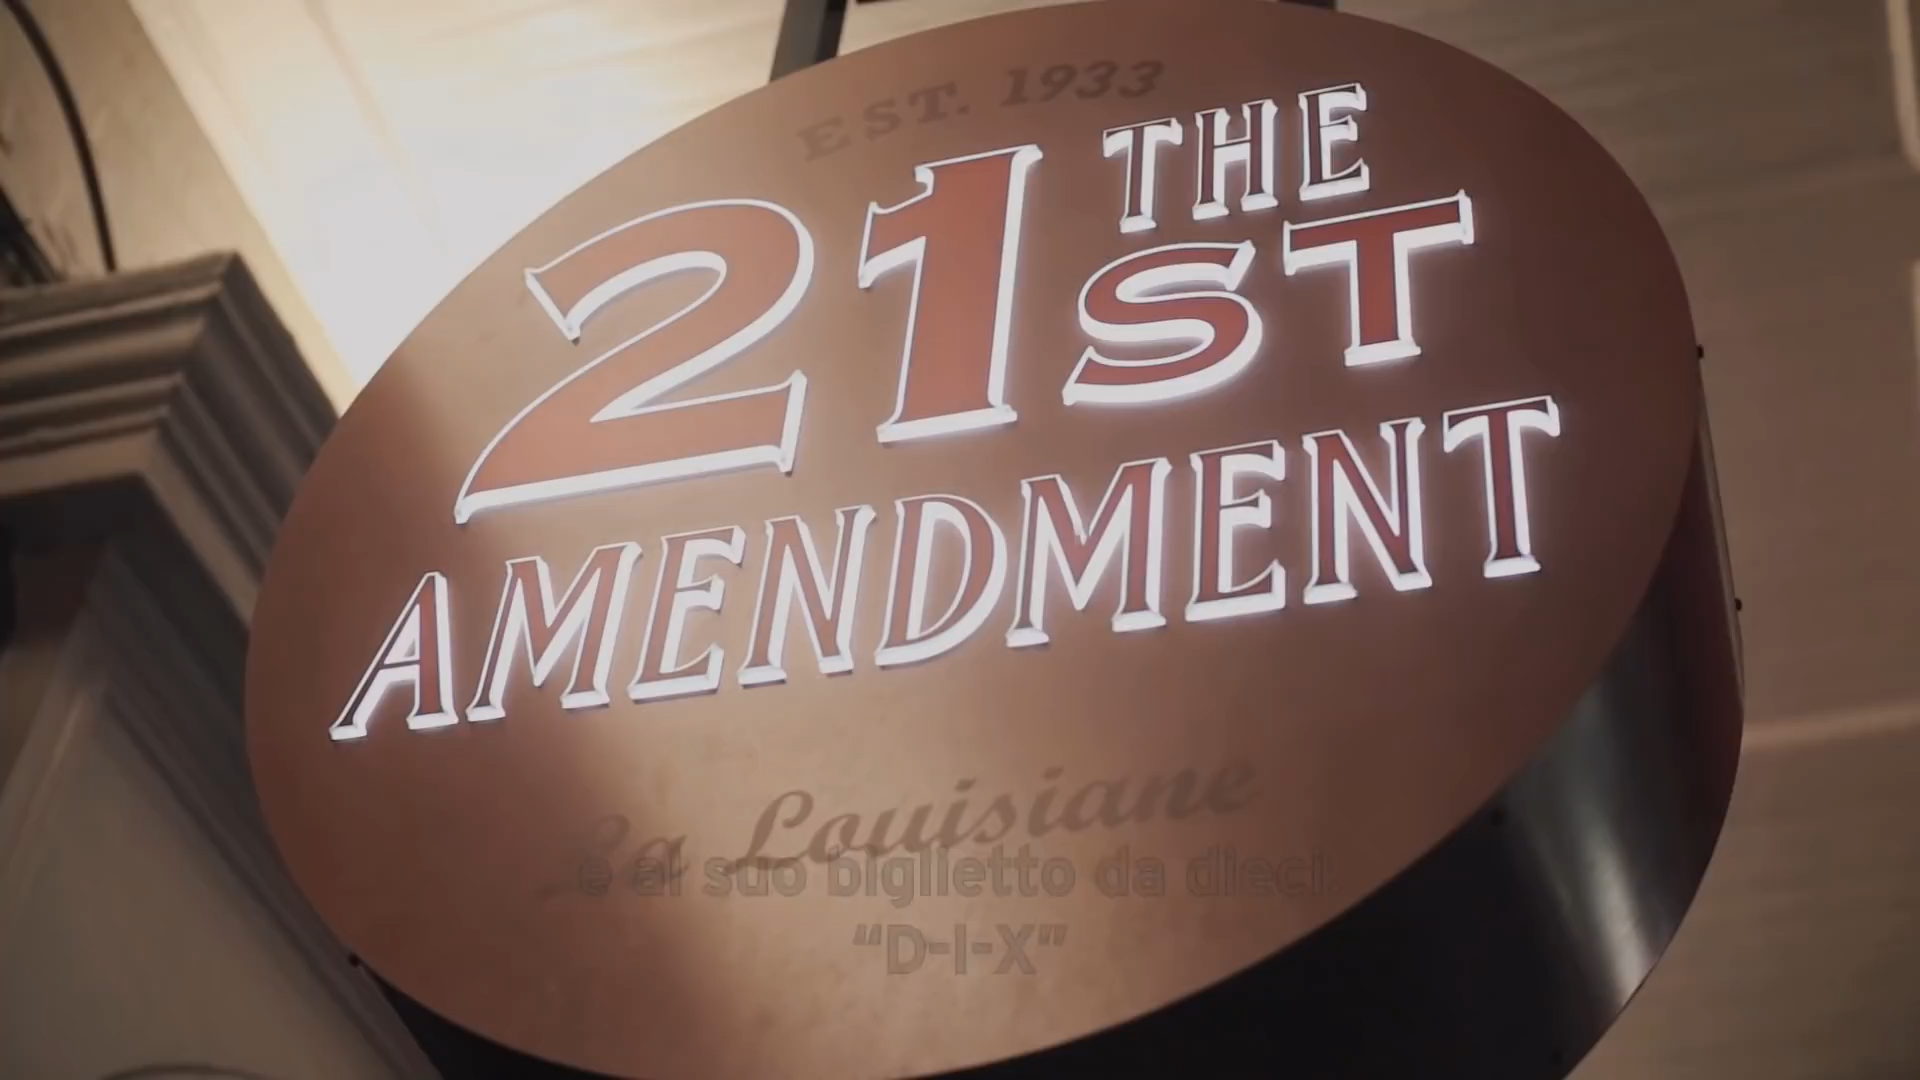 EST. 1933
THE
21ST
AMENDMENT
La Louisiane
e al suo biglietto da dieci,
“D-I-X”